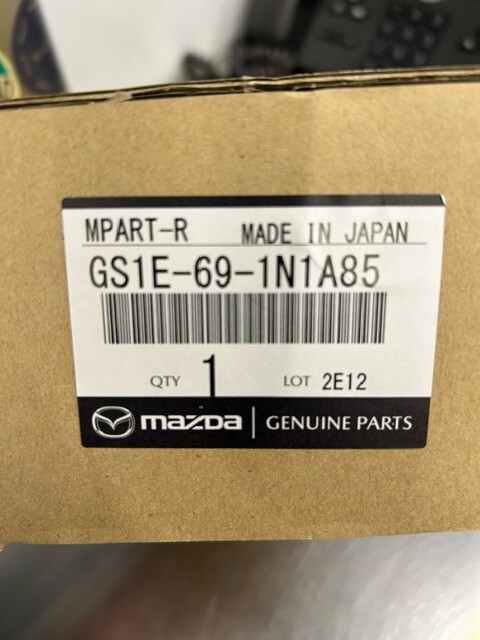 MPART-R MADE IN JAPAN
GS1E-69-1N1A85
QTY 1 LOT 2E12
mazda GENUINE PARTS